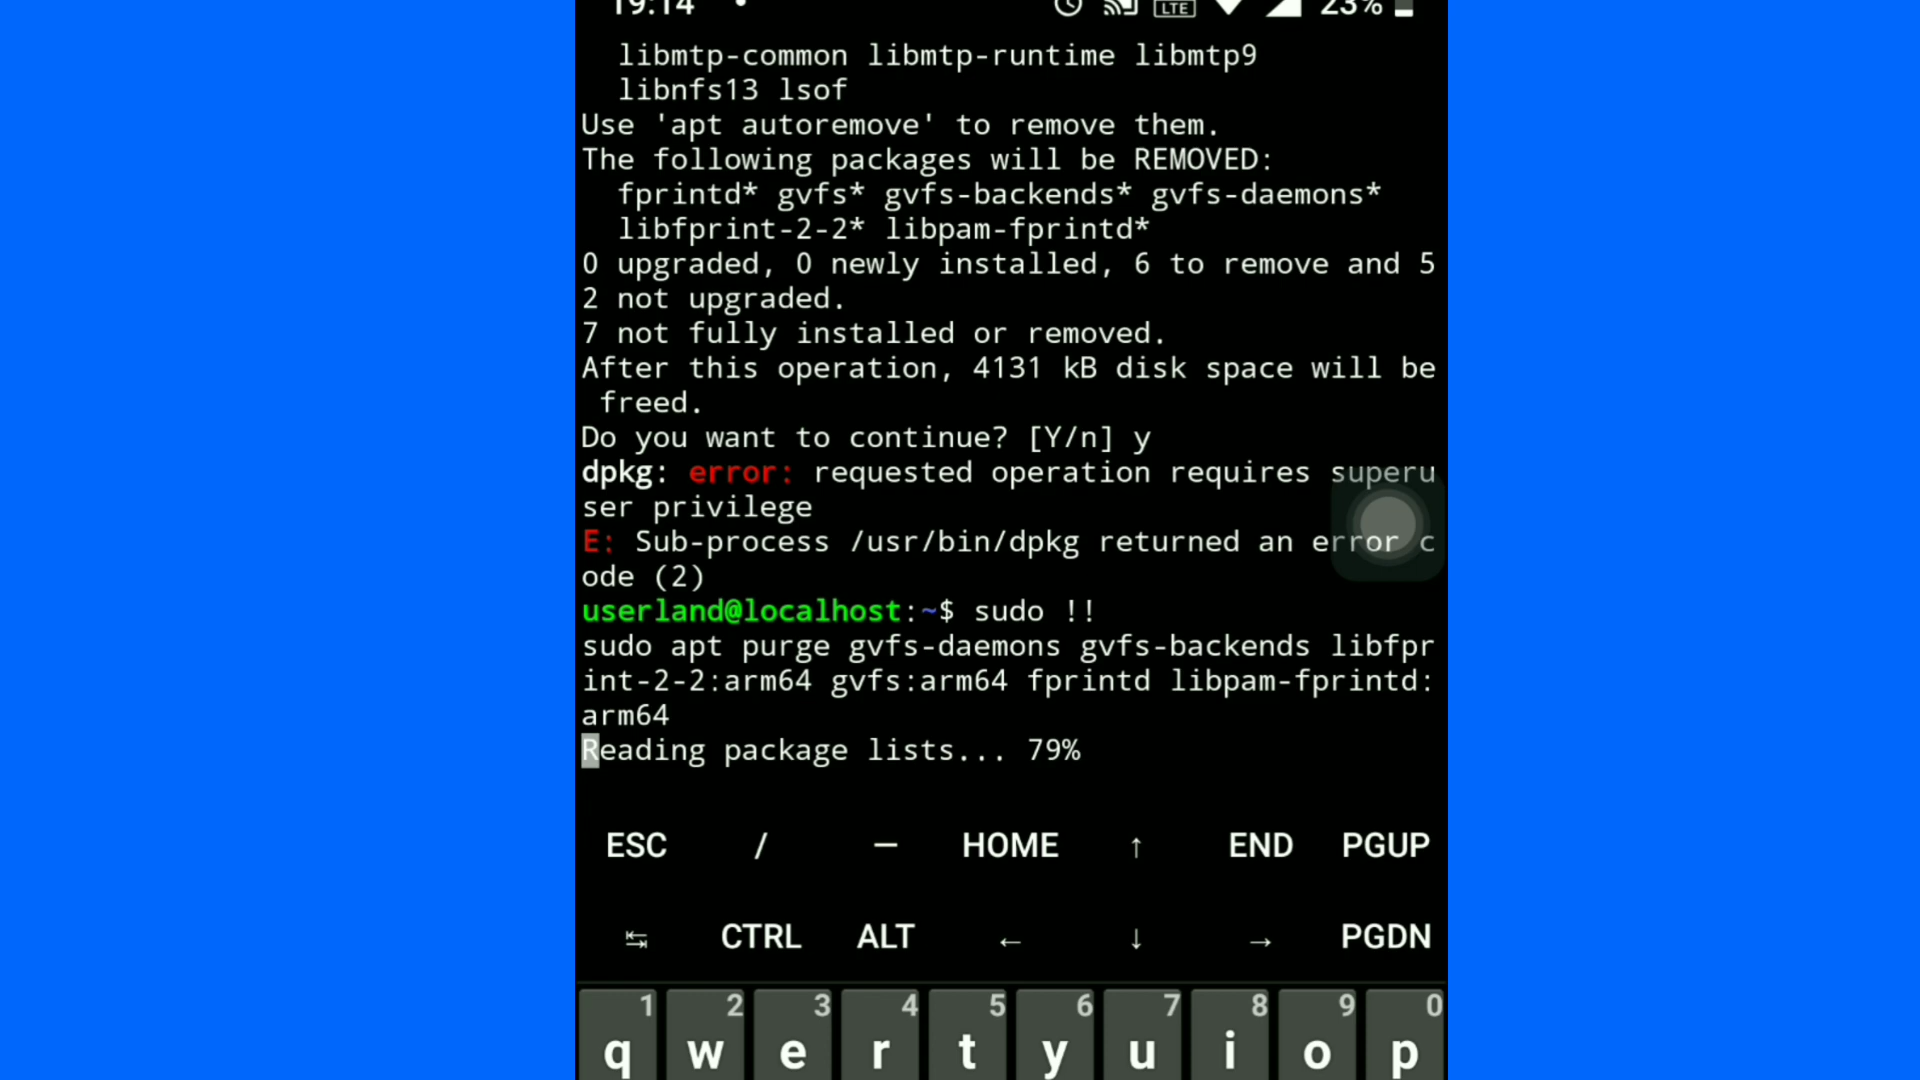 19:14 • LTE 23%
libmtp-common libmtp-runtime libmtp9
libnfs13 lsof
Use 'apt autoremove' to remove them.
The following packages will be REMOVED:
fprintd* gvfs* gvfs-backends* gvfs-daemons*
libfprint-2-2* libpam-fprintd*
0 upgraded, 0 newly installed, 6 to remove and 5
2 not upgraded.
7 not fully installed or removed.
After this operation, 4131 kB disk space will be
freed.
Do you want to continue? [Y/n] y
dpkg: error: requested operation requires superu
ser privilege
E: Sub-process /usr/bin/dpkg returned an error c
ode (2)
userland@localhost:~$ sudo !!
sudo apt purge gvfs-daemons gvfs-backends libfpr
int-2-2:arm64 gvfs:arm64 fprintd libpam-fprintd:
arm64
Reading package lists... 79%
ESC / — HOME ↑ END PGUP
↹ CTRL ALT ← ↓ → PGDN
1 2 3 4 5 6 7 8 9 0
q w e r t y u i o p